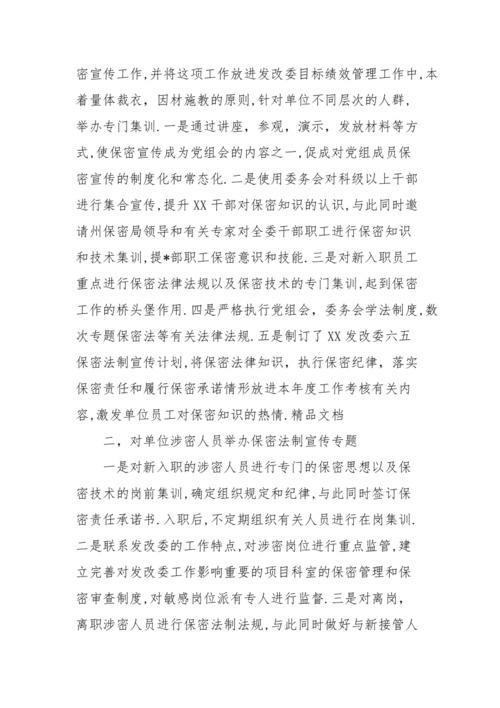 密宣传工作,并将这项工作放进发改委目标绩效管理工作中,本
着量体裁衣，因材施教的原则,针对单位不同层次的人群,
举办专门集训.一是通过讲座，参观，演示，发放材料等方
式,使保密宣传成为党组会的内容之一,促成对党组成员保
密宣传的制度化和常态化.二是使用委务会对科级以上干部
进行集合宣传,提升XX干部对保密知识的认识,与此同时邀
请州保密局领导和有关专家对全委干部职工进行保密知识
和技术集训,提*部职工保密意识和技能.三是对新入职员工
重点进行保密法律法规以及保密技术的专门集训,起到保密
工作的桥头堡作用.四是严格执行党组会，委务会学法制度,数
次专题保密法等有关法律法规.五是制订了XX发改委六五
保密法制宣传计划,将保密法律知识，执行保密纪律，落实
保密责任和履行保密承诺情形放进本年度工作考核有关内
容,激发单位员工对保密知识的热情.精品文档
二，对单位涉密人员举办保密法制宣传专题
一是对新入职的涉密人员进行专门的保密思想以及保
密技术的岗前集训,确定组织规定和纪律,与此同时签订保
密责任承诺书.入职后,不定期组织有关人员进行在岗集训.
二是联系发改委的工作特点,对涉密岗位进行重点监管,建
立完善对发改委工作影响重要的项目科室的保密管理和保
密审查制度,对敏感岗位派有专人进行监督.三是对离岗，
离职涉密人员进行保密法制法规,与此同时做好与新接管人